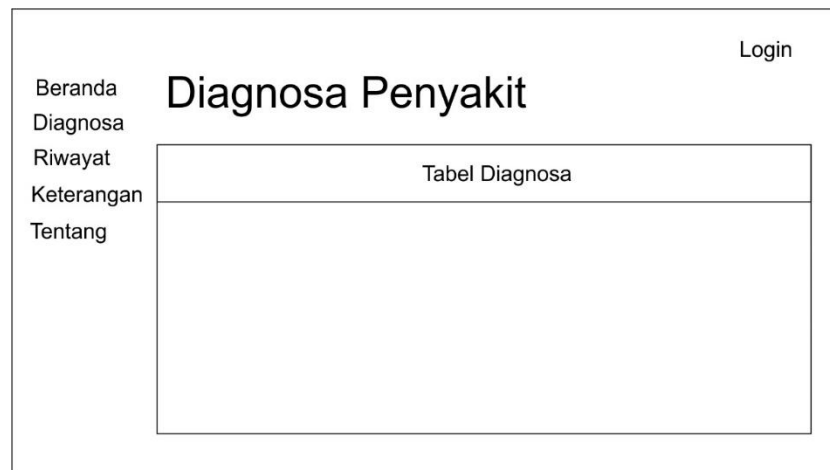 Login
Beranda
Diagnosa Penyakit
Diagnosa
Riwayat
Keterangan
Tentang
Tabel Diagnosa